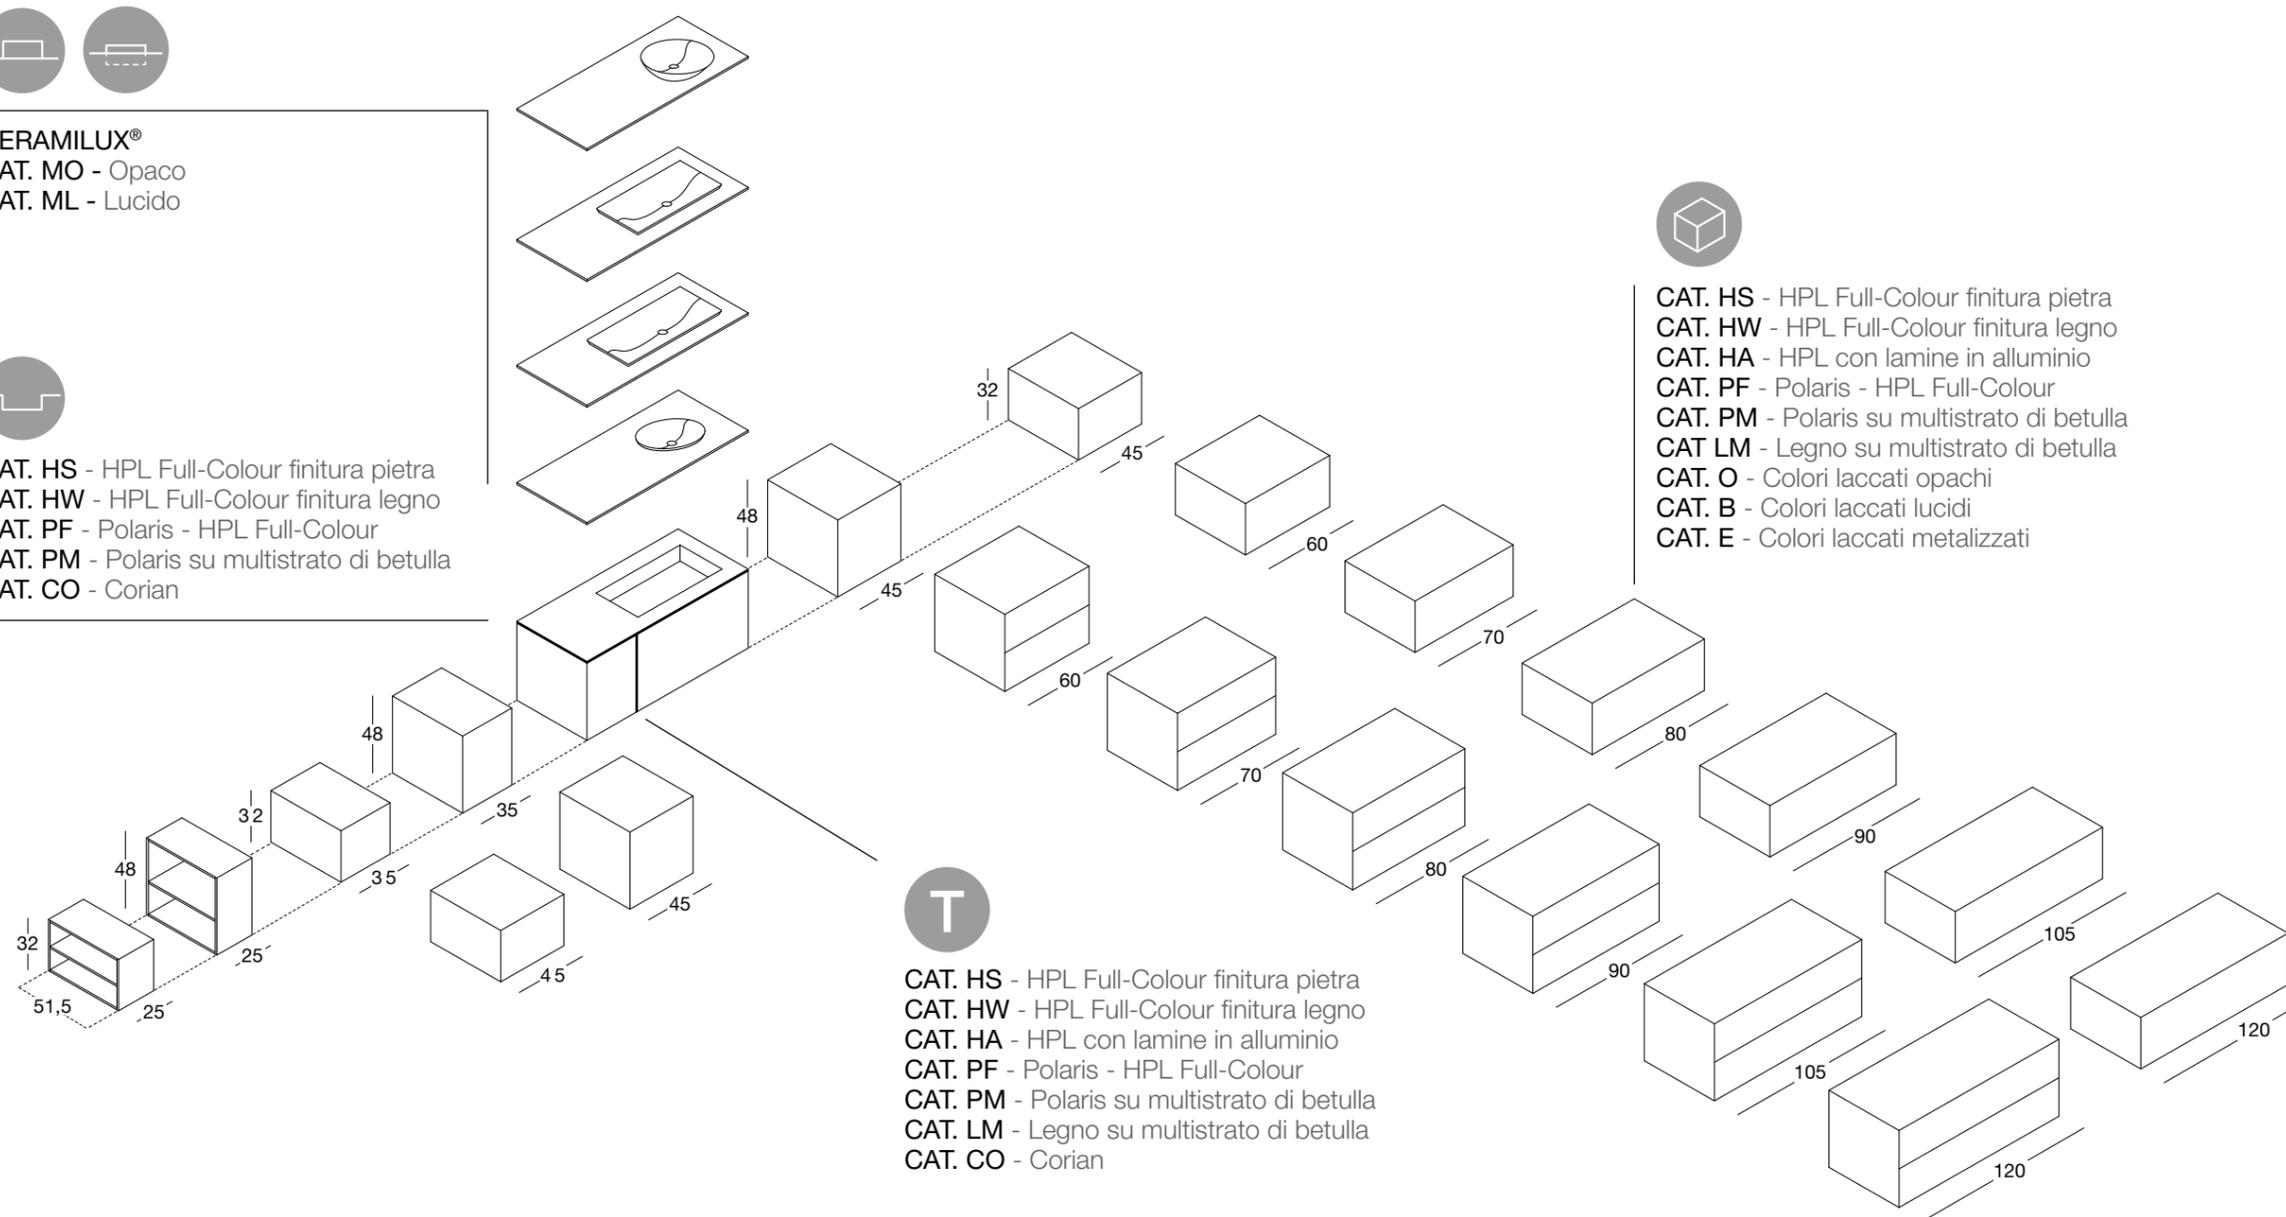 ERAMILUX®
AT. MO - Opaco
AT. ML - Lucido
AT. HS - HPL Full-Colour finitura pietra
AT. HW - HPL Full-Colour finitura legno
AT. PF - Polaris - HPL Full-Colour
AT. PM - Polaris su multistrato di betulla
AT. CO - Corian
CAT. HS - HPL Full-Colour finitura pietra
CAT. HW - HPL Full-Colour finitura legno
CAT. HA - HPL con lamine in alluminio
CAT. PF - Polaris - HPL Full-Colour
CAT. PM - Polaris su multistrato di betulla
CAT LM - Legno su multistrato di betulla
CAT. O - Colori laccati opachi
CAT. B - Colori laccati lucidi
CAT. E - Colori laccati metalizzati
32
45
48
45
60
70
80
90
105
120
60
70
80
90
105
120
48
35
32
35
48
25
32
25
51,5
45
45
T
CAT. HS - HPL Full-Colour finitura pietra
CAT. HW - HPL Full-Colour finitura legno
CAT. HA - HPL con lamine in alluminio
CAT. PF - Polaris - HPL Full-Colour
CAT. PM - Polaris su multistrato di betulla
CAT. LM - Legno su multistrato di betulla
CAT. CO - Corian